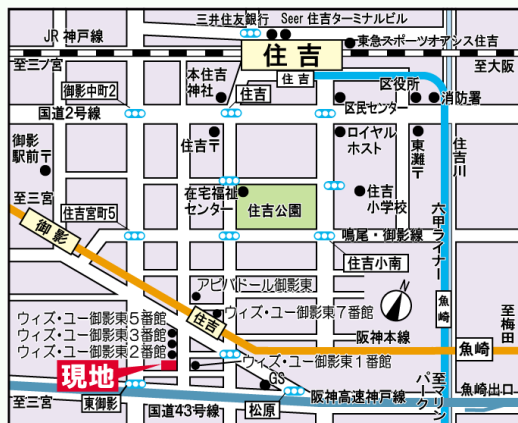 三井住友銀行 Seer 住吉ターミナルビル
JR 神戸線
住吉
東急スポーツオアシス住吉
至三ノ宮
住吉
至大阪
御影中町2
本住吉
神社
住吉
区役所
消防署
区民センター
国道2号線
御影
駅前〒
住吉〒
ロイヤル
ホスト
東灘〒
住吉川
至三宮
在宅福祉
センター
住吉公園
住吉
小学校
六甲ライナー
住吉宮町5
御影
鳴尾・御影線
住吉小南
アビバドール御影東
住吉
魚崎
至梅田
ウィズ・ユー御影東5番館
ウィズ・ユー御影東7番館
ウィズ・ユー御影東3番館
ウィズ・ユー御影東2番館
阪神本線
魚崎
現地
ウィズ・ユー御影東1番館
GS
至三宮
東御影
国道43号線
松原
阪神高速神戸線
至マリンパーク
魚崎出口